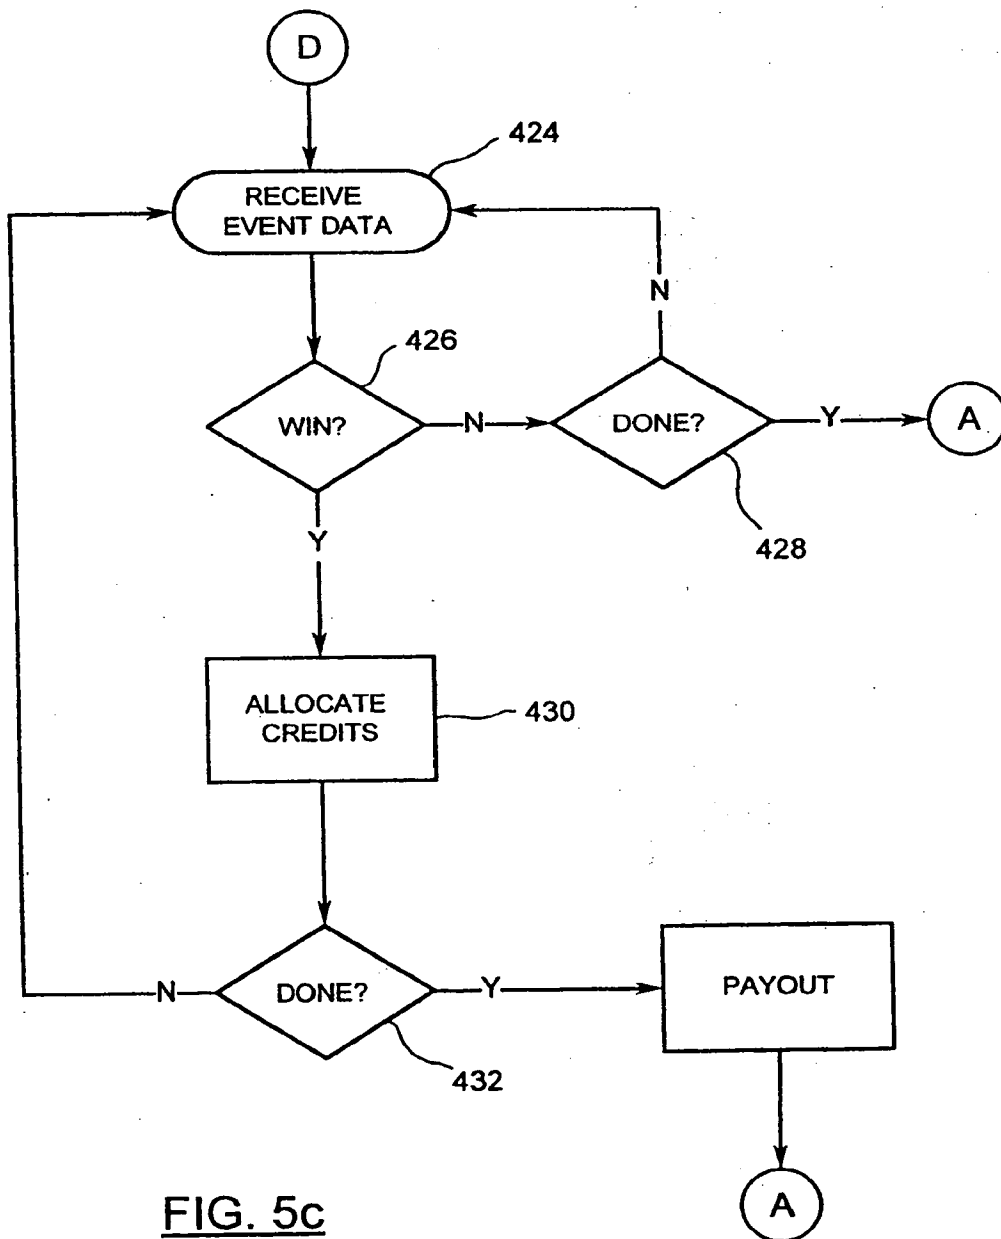 D
424
RECEIVE
EVENT DATA
N
426
WIN?
N
DONE?
Y
A
428
Y
ALLOCATE
CREDITS
430
N
DONE?
Y
PAYOUT
432
A
FIG. 5c